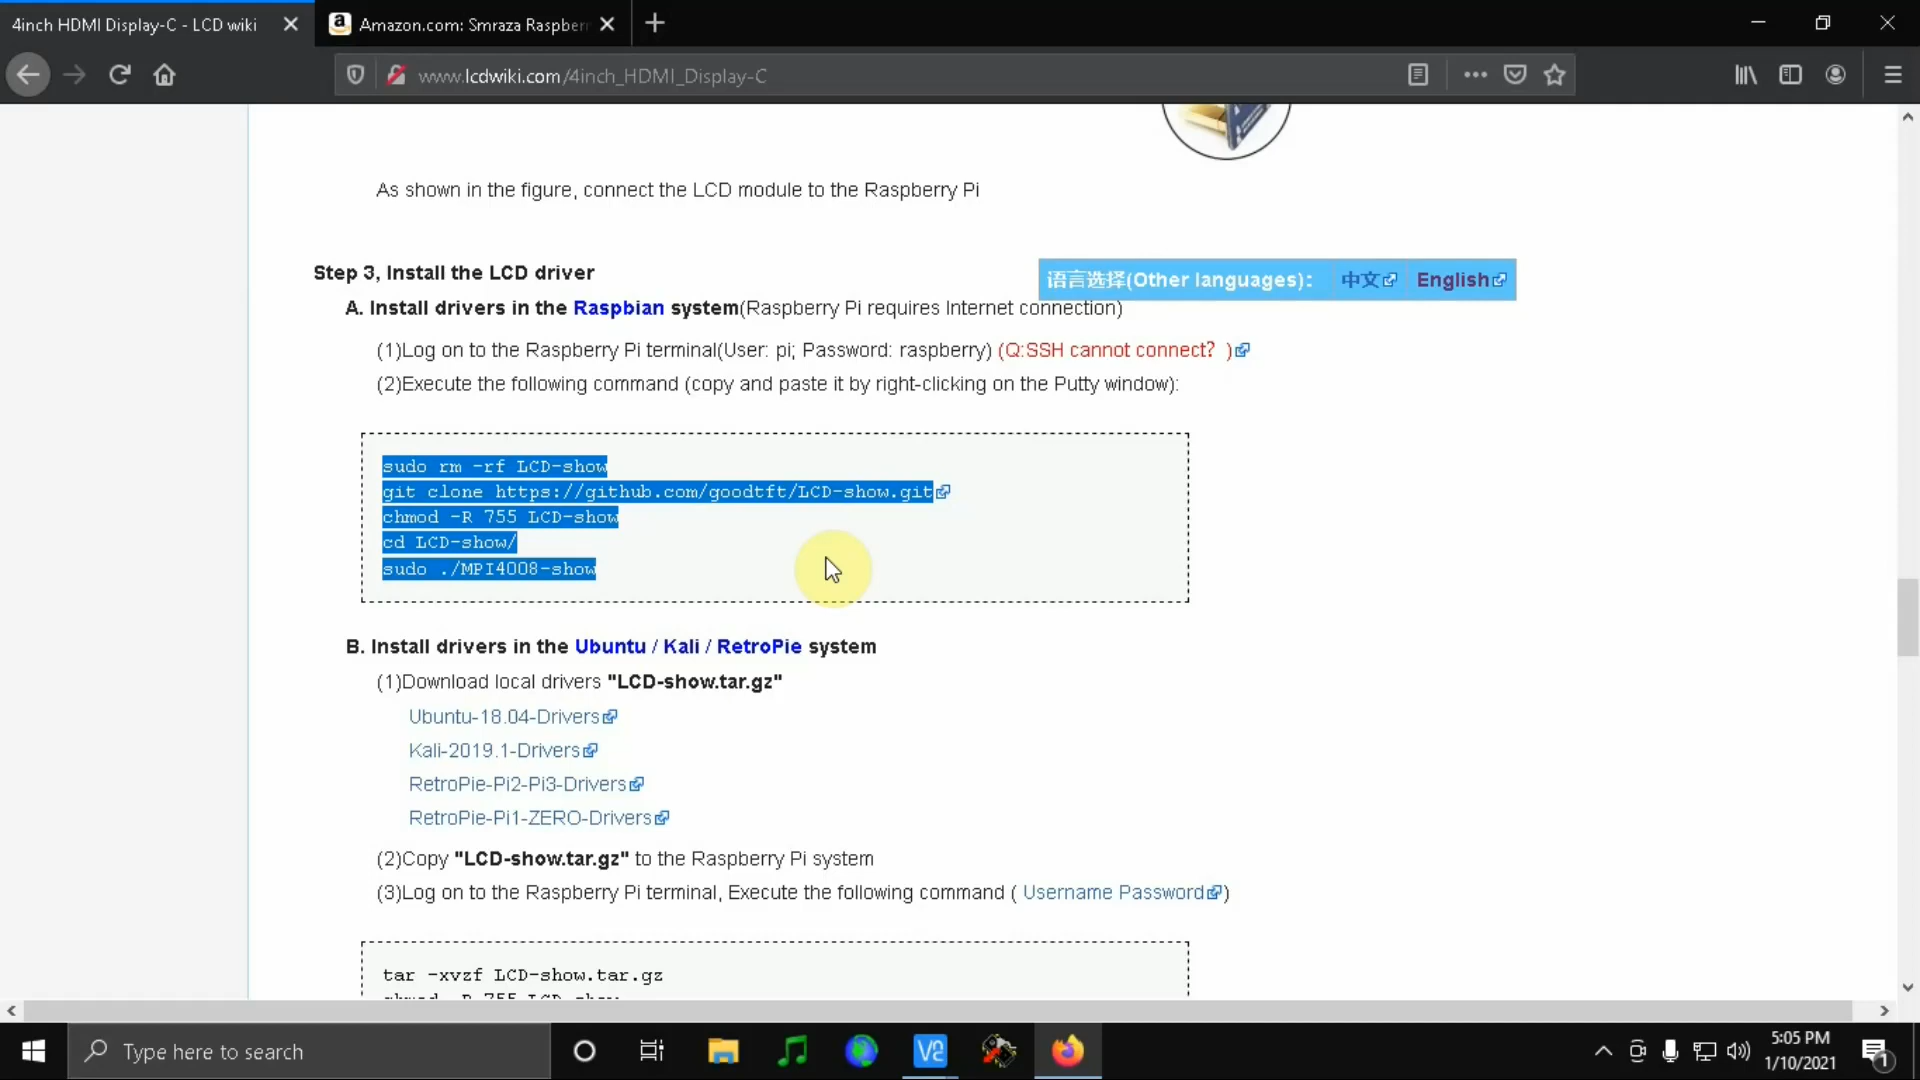 4inch HDMI Display-C - LCD wiki
Amazon.com: Smraza Raspber
www.lcdwiki.com/4inch_HDMI_Display-C
As shown in the figure, connect the LCD module to the Raspberry Pi
Step 3, Install the LCD driver
语言选择(Other languages): 中文 English
A. Install drivers in the Raspbian system(Raspberry Pi requires Internet connection)
(1)Log on to the Raspberry Pi terminal(User: pi; Password: raspberry) (Q:SSH cannot connect？)
(2)Execute the following command (copy and paste it by right-clicking on the Putty window):
sudo rm -rf LCD-show
git clone https://github.com/goodtft/LCD-show.git
chmod -R 755 LCD-show
cd LCD-show/
sudo ./MPI4008-show
B. Install drivers in the Ubuntu / Kali / RetroPie system
(1)Download local drivers "LCD-show.tar.gz"
Ubuntu-18.04-Drivers
Kali-2019.1-Drivers
RetroPie-Pi2-Pi3-Drivers
RetroPie-Pi1-ZERO-Drivers
(2)Copy "LCD-show.tar.gz" to the Raspberry Pi system
(3)Log on to the Raspberry Pi terminal, Execute the following command ( Username Password)
tar -xvzf LCD-show.tar.gz
chmod -R 755 LCD-show
Type here to search
5:05 PM
1/10/2021
1